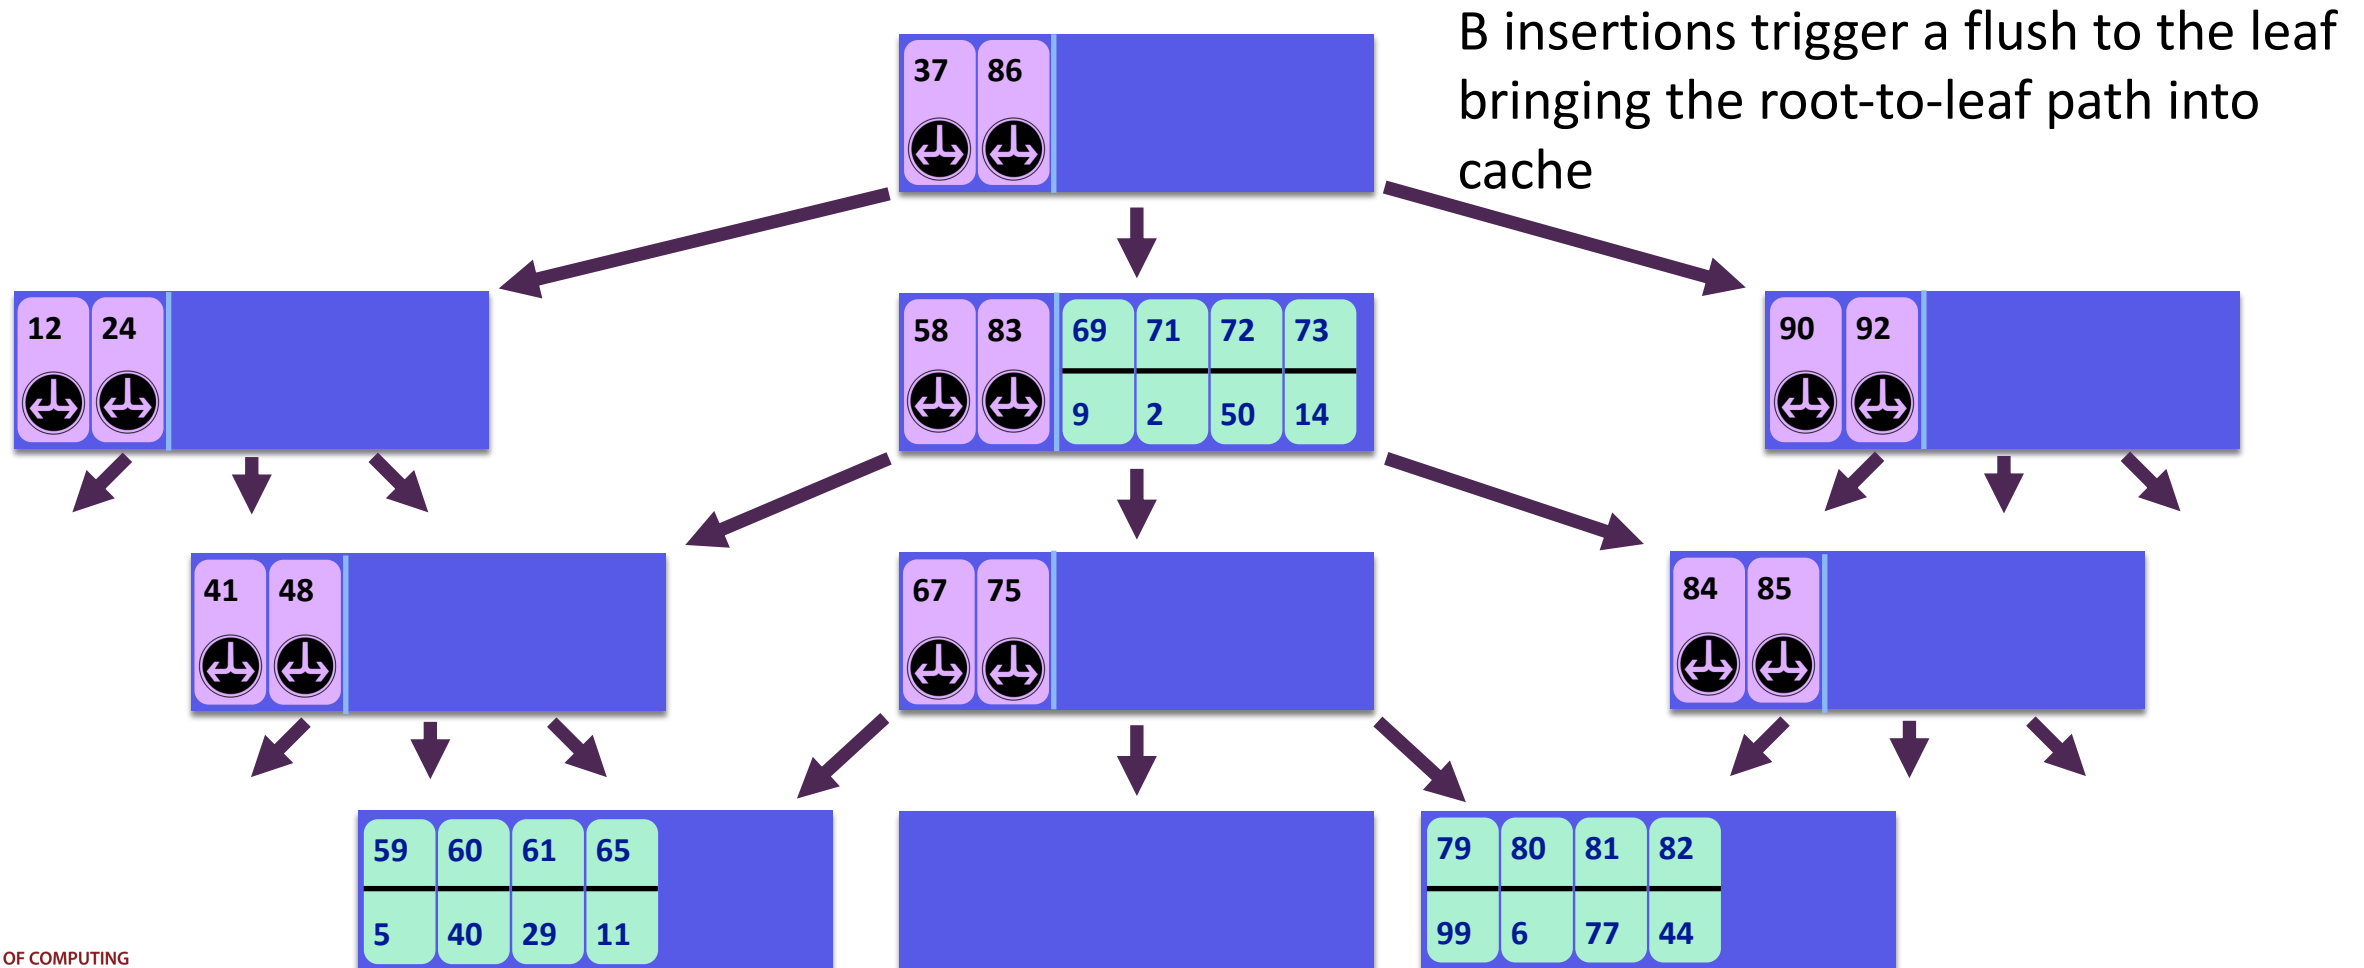 B insertions trigger a flush to the leaf
bringing the root-to-leaf path into
cache
37 86
12 24
58 83 69 71 72 73
9 2 50 14
90 92
41 48
67 75
84 85
59 60 61 65
5 40 29 11
79 80 81 82
99 6 77 44
OF COMPUTING